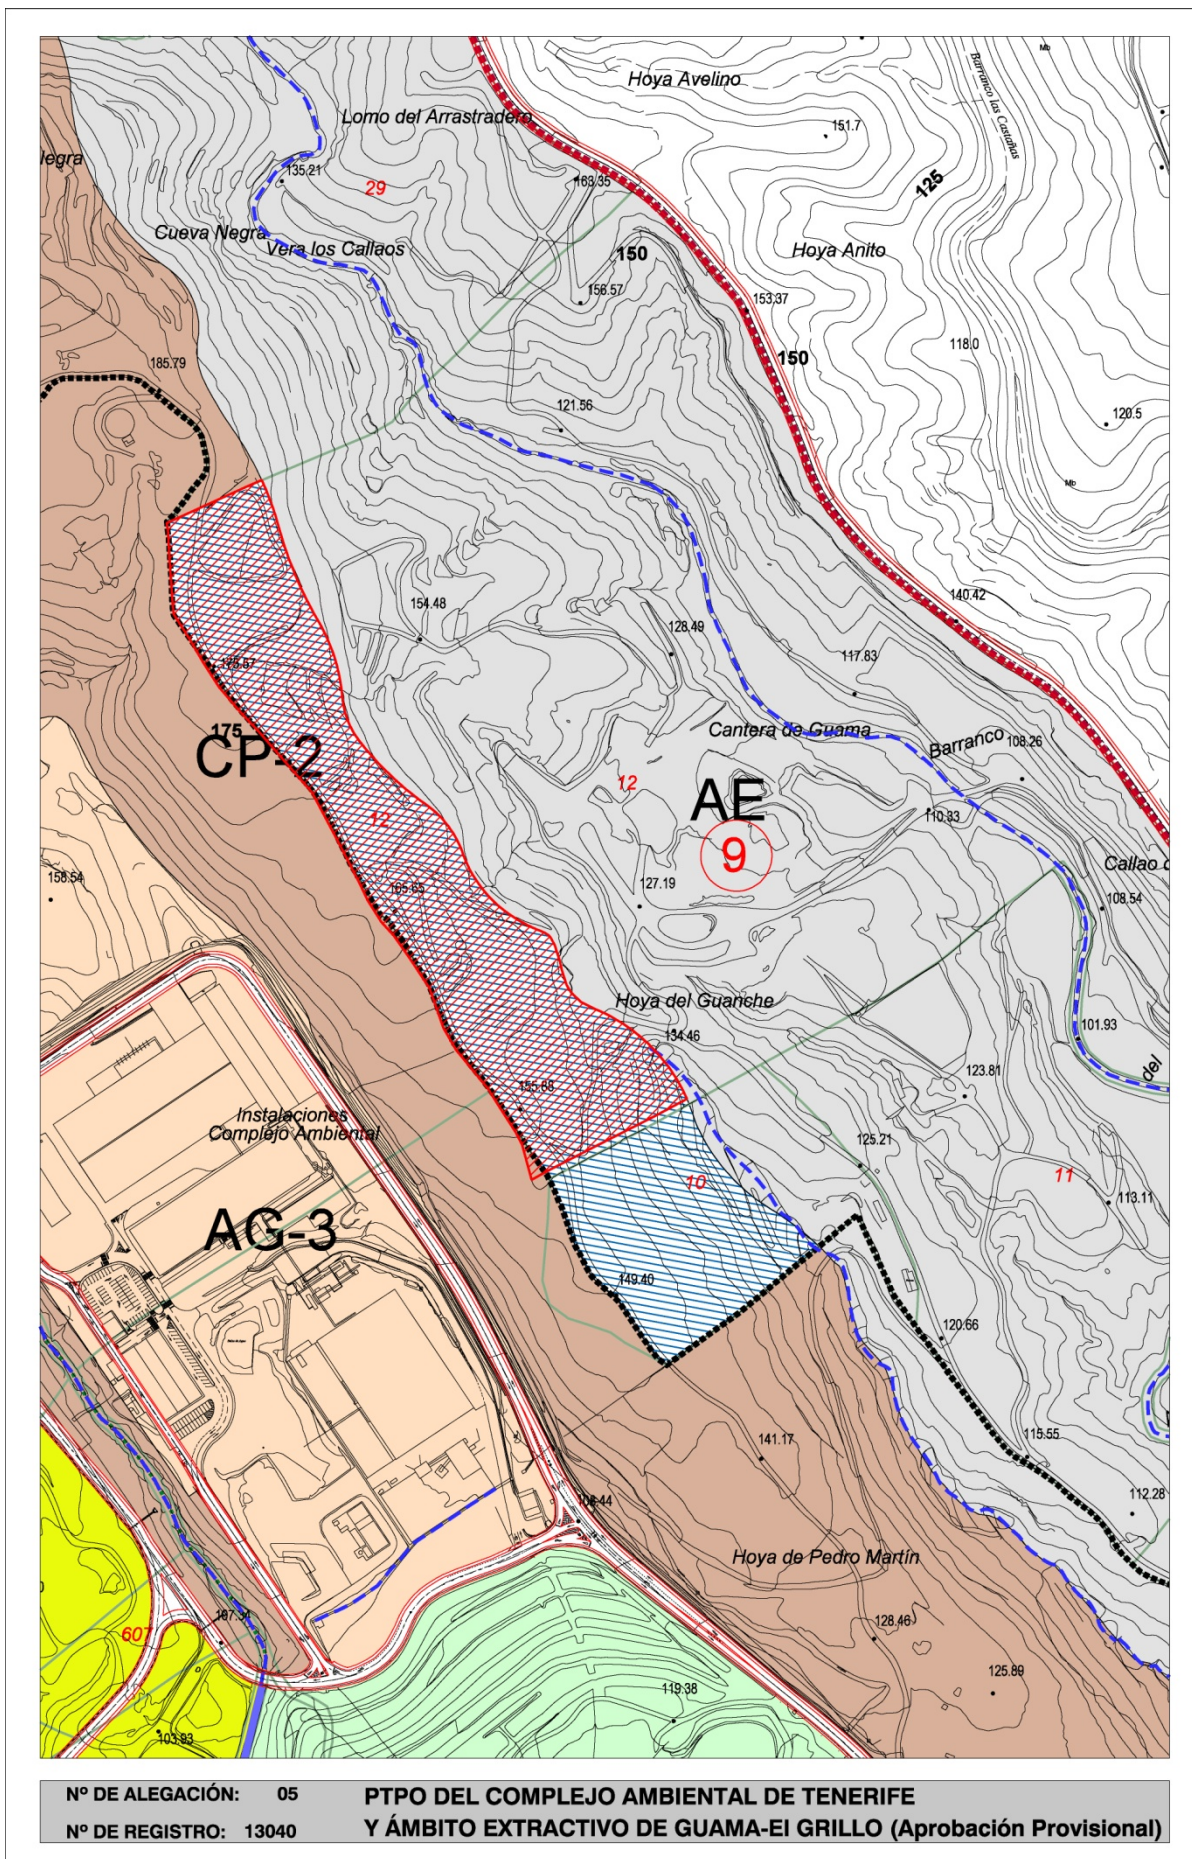 Hoya Avelino
Mb
Barranco las Castañas
Lomo del Arrastradero
151.7
legra
135.21
29
163.35
125
Cueva Negra
Vera los Callaos
150
Hoya Anito
156.57
153.37
118.0
150
185.79
121.56
120.5
Mb
154.48
128.49
140.42
117.83
175.57
175
CP-2
Cantera de Guama
Barranco
108.26
12
12
AE
110.33
9
158.54
165.65
127.19
Callao d
108.54
Hoya del Guanche
134.46
101.93
del
123.81
155.88
Instalaciones
Complejo Ambiental
125.21
10
11
113.11
AG-3
149.40
120.66
141.17
115.55
112.28
108.44
Hoya de Pedro Martín
107.34
607
128.46
125.89
119.38
103.93
Nº DE ALEGACIÓN: 05
PTPO DEL COMPLEJO AMBIENTAL DE TENERIFE
Nº DE REGISTRO: 13040
Y ÁMBITO EXTRACTIVO DE GUAMA-El GRILLO (Aprobación Provisional)